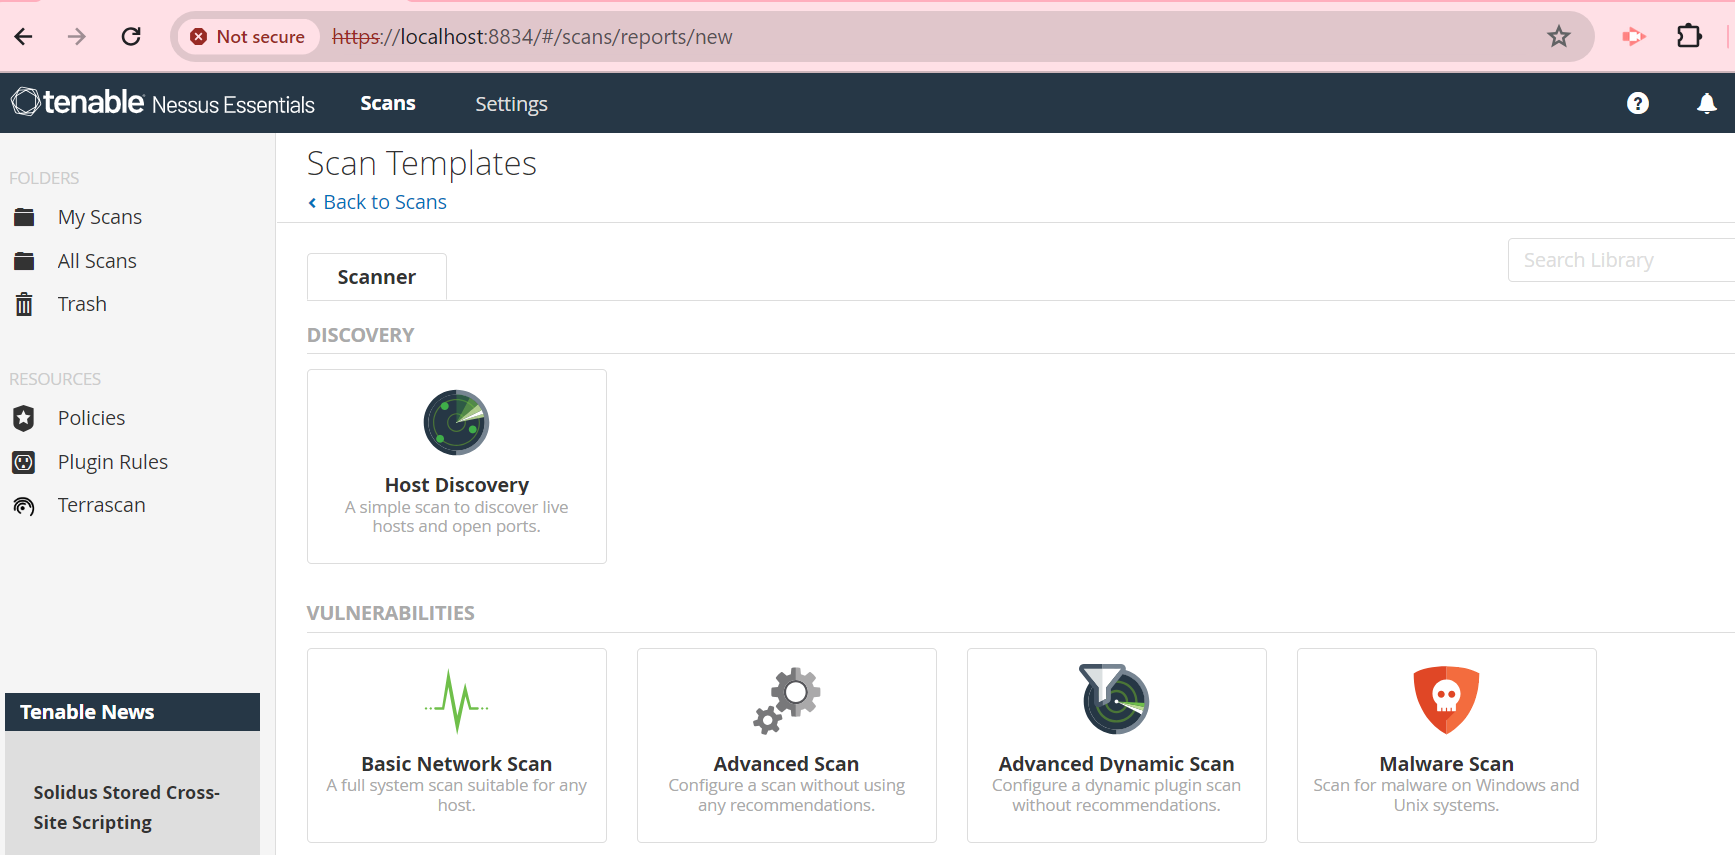 Not secure https://localhost:8834/#/scans/reports/new
tenable Nessus Essentials Scans Settings ?
FOLDERS
My Scans
All Scans
Trash
RESOURCES
Policies
Plugin Rules
Terrascan
Tenable News
Solidus Stored Cross-
Site Scripting
Scan Templates
Back to Scans
Scanner
Search Library
DISCOVERY
Host Discovery
A simple scan to discover live
hosts and open ports.
VULNERABILITIES
Basic Network Scan
A full system scan suitable for any
host.
Advanced Scan
Configure a scan without using
any recommendations.
Advanced Dynamic Scan
Configure a dynamic plugin scan
without recommendations.
Malware Scan
Scan for malware on Windows and
Unix systems.